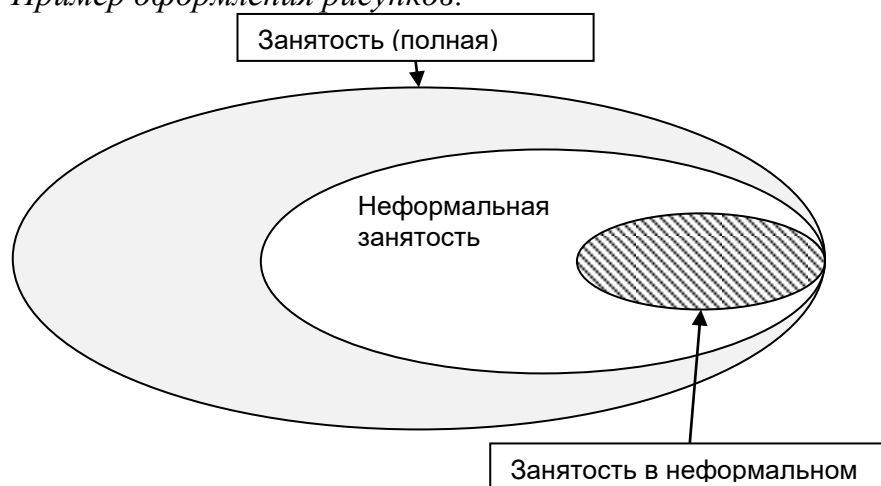 Пример оформления рисунков:
Занятость (полная)
Неформальная
занятость
Занятость в неформальном